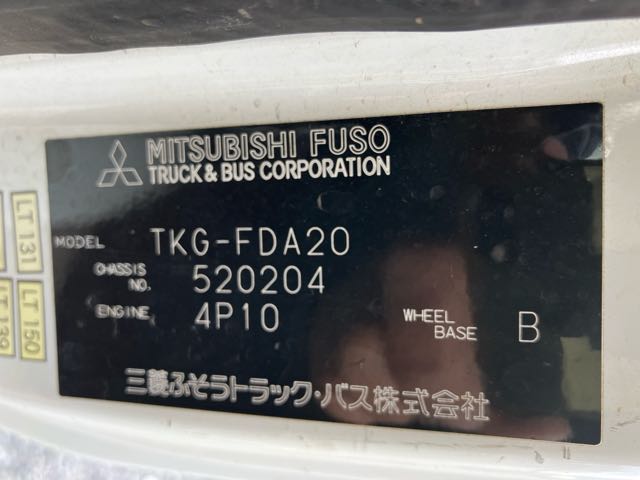 MITSUBISHI FUSO
TRUCK & BUS CORPORATION
MODEL TKG-FDA20
CHASSIS NO. 520204
ENGINE 4P10
WHEEL BASE B
三菱ふそうトラック・バス株式会社
LT 131
LT 150
LT 139